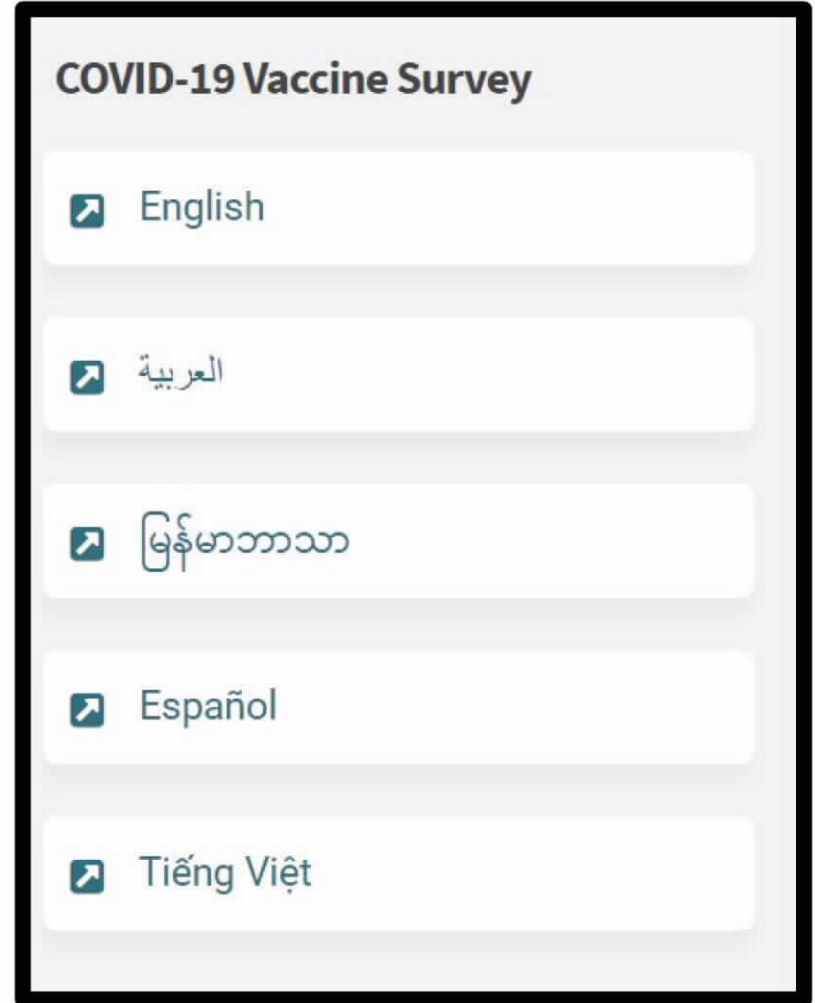 COVID-19 Vaccine Survey
English
العربية
မြန်မာဘာသာ
Español
Tiếng Việt